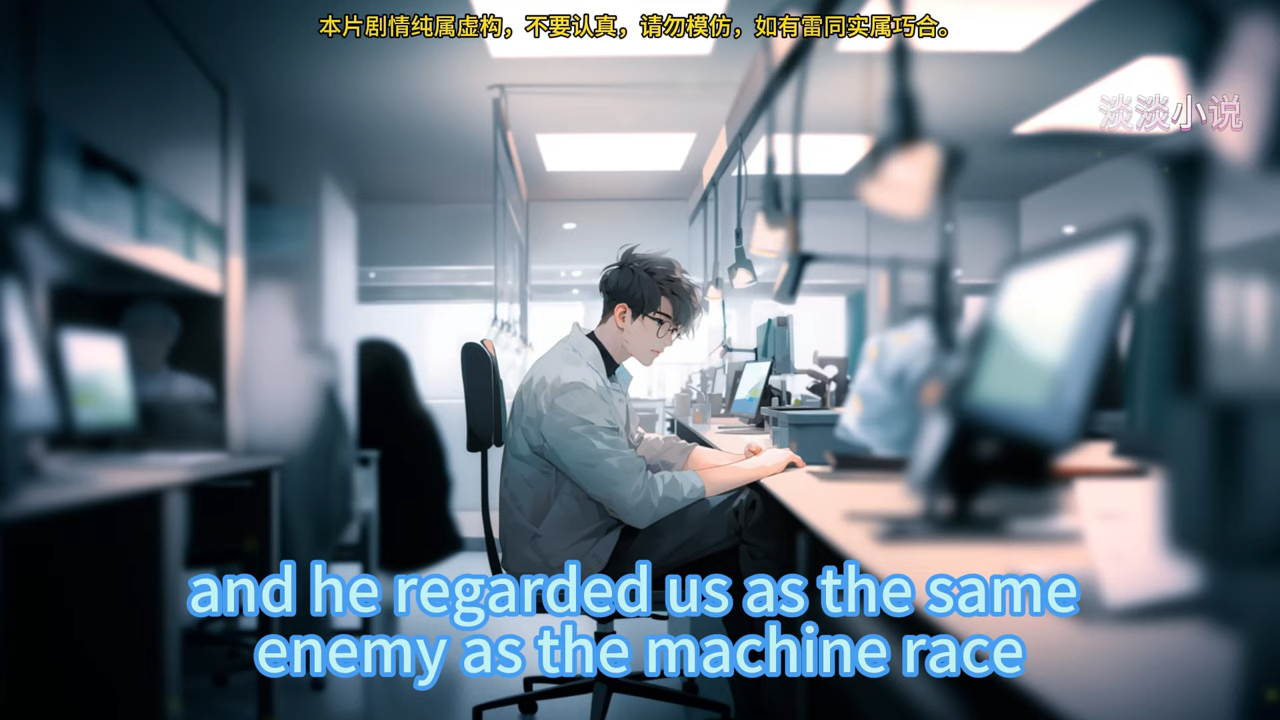 本片剧情纯属虚构，不要认真，请勿模仿，如有雷同实属巧合。
淡淡小说
and he regarded us as the same
enemy as the machine race